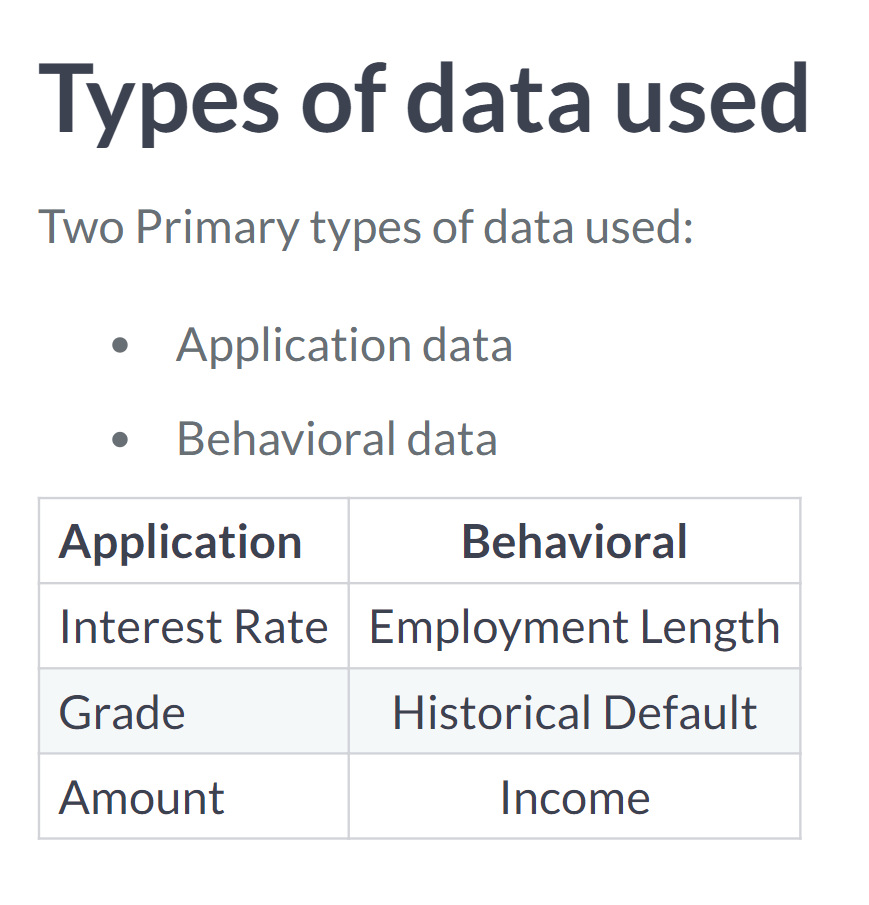 Types of data used
Two Primary types of data used:
• Application data
• Behavioral data
Application Behavioral
Interest Rate Employment Length
Grade Historical Default
Amount Income